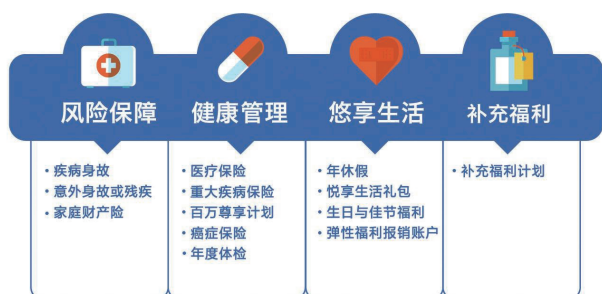 风险保障
健康管理
悠享生活
补充福利
· 疾病身故
· 意外身故或残疾
· 家庭财产险
· 医疗保险
· 重大疾病保险
· 百万尊享计划
· 癌症保险
· 年度体检
· 年休假
· 悦享生活礼包
· 生日与佳节福利
· 弹性福利报销账户
· 补充福利计划